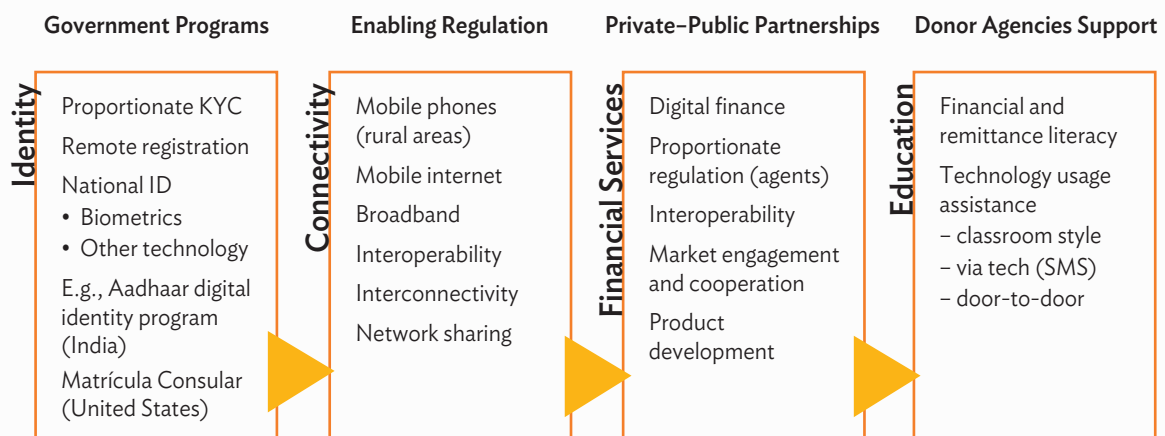 Government Programs
Identity
Proportionate KYC
Remote registration
National ID
• Biometrics
• Other technology
E.g., Aadhaar digital
identity program
(India)
Matrícula Consular
(United States)
Enabling Regulation
Connectivity
Mobile phones
(rural areas)
Mobile internet
Broadband
Interoperability
Interconnectivity
Network sharing
Private–Public Partnerships
Financial Services
Digital finance
Proportionate
regulation (agents)
Interoperability
Market engagement
and cooperation
Product
development
Donor Agencies Support
Education
Financial and
remittance literacy
Technology usage
assistance
– classroom style
– via tech (SMS)
– door-to-door